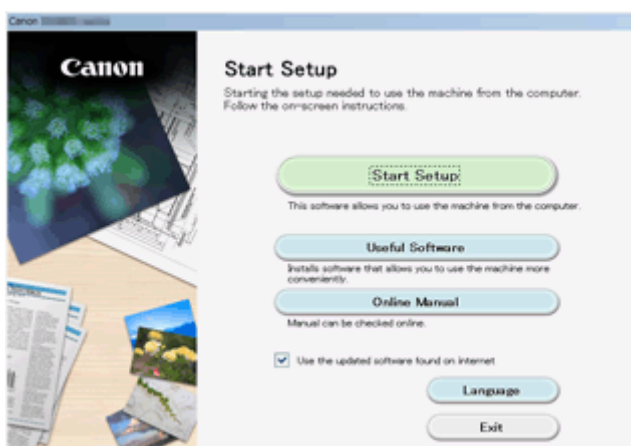 Canon
Canon
Start Setup
Starting the setup needed to use the machine from the computer.
Follow the on-screen instructions.
Start Setup
This software allows you to use the machine from the computer.
Useful Software
Installs software that allows you to use the machine more
conveniently.
Online Manual
Manual can be checked online.
Use the updated software found on internet
Language
Exit